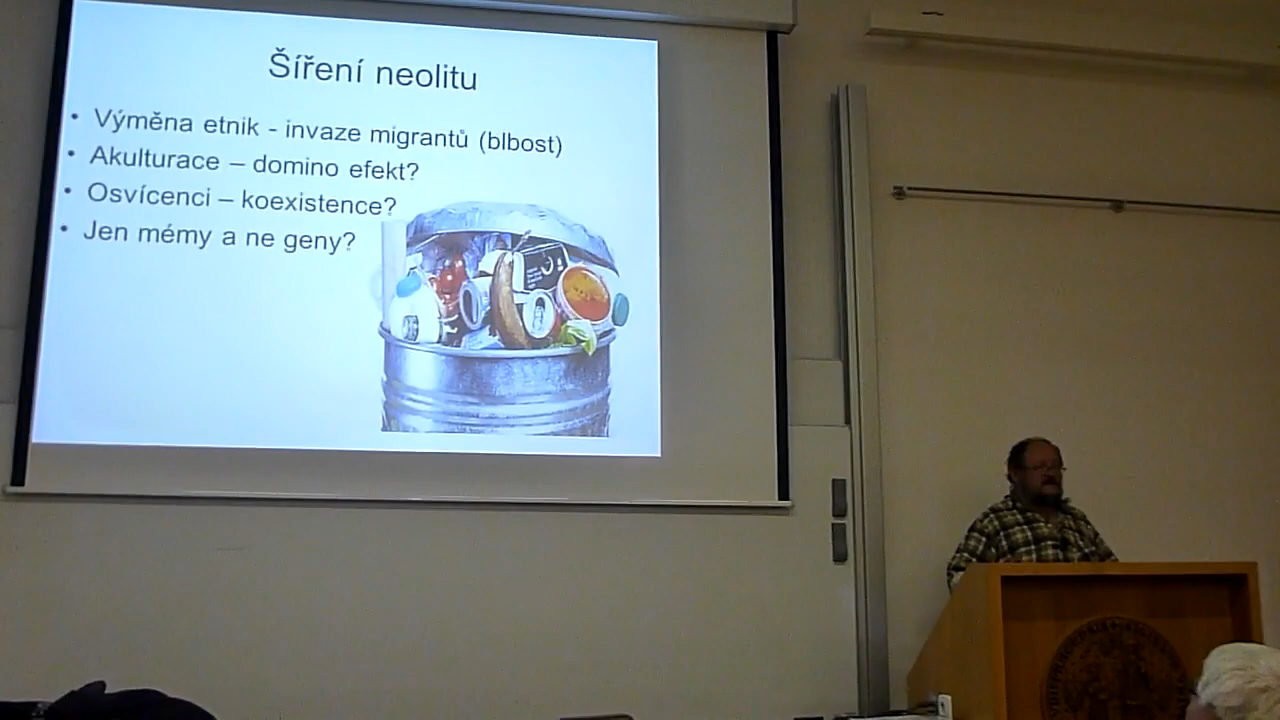 Šíření neolitu
• Výměna etnik - invaze migrantů (blbost)
• Akulturace – domino efekt?
• Osvícenci – koexistence?
• Jen mémy a ne geny?